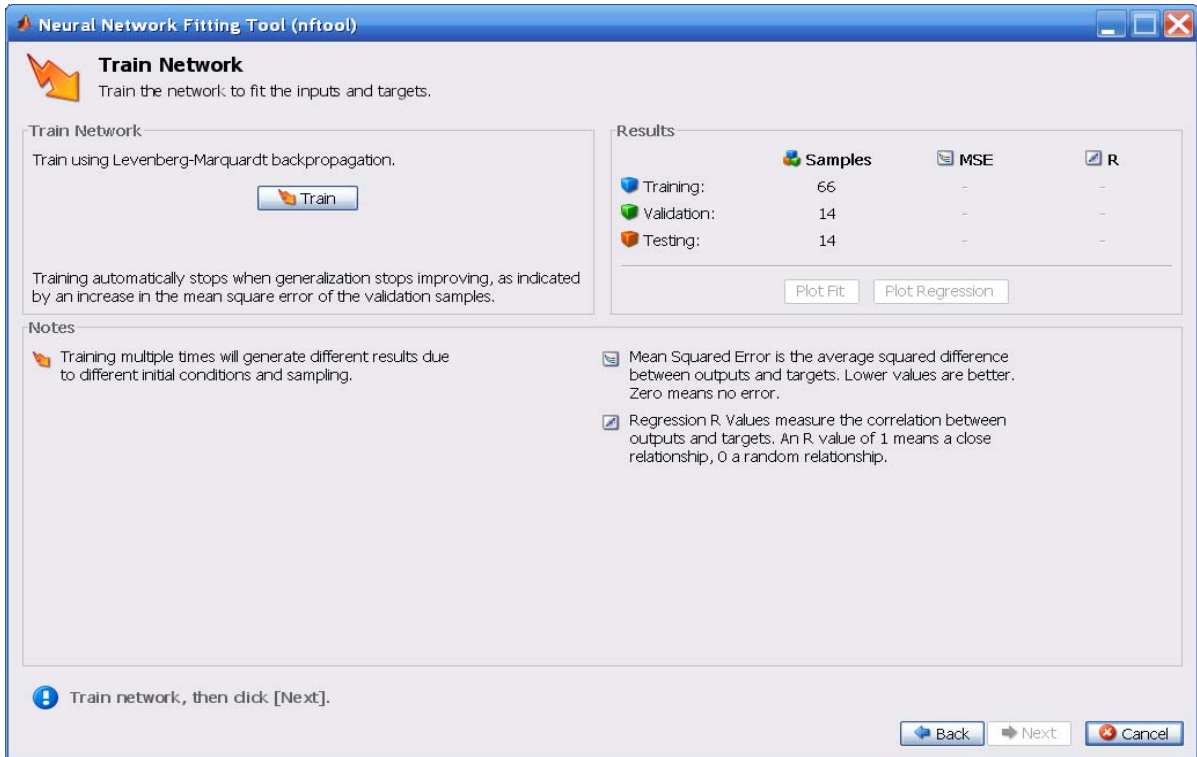 Neural Network Fitting Tool (nftool)
Train Network
Train the network to fit the inputs and targets.
Train Network
Train using Levenberg-Marquardt backpropagation.
Train
Training automatically stops when generalization stops improving, as indicated
by an increase in the mean square error of the validation samples.
Results
Samples MSE R
Training: 66 - -
Validation: 14 - -
Testing: 14 - -
Plot Fit Plot Regression
Notes
Training multiple times will generate different results due
to different initial conditions and sampling.
Mean Squared Error is the average squared difference
between outputs and targets. Lower values are better.
Zero means no error.
Regression R Values measure the correlation between
outputs and targets. An R value of 1 means a close
relationship, 0 a random relationship.
Train network, then click [Next].
Back Next Cancel